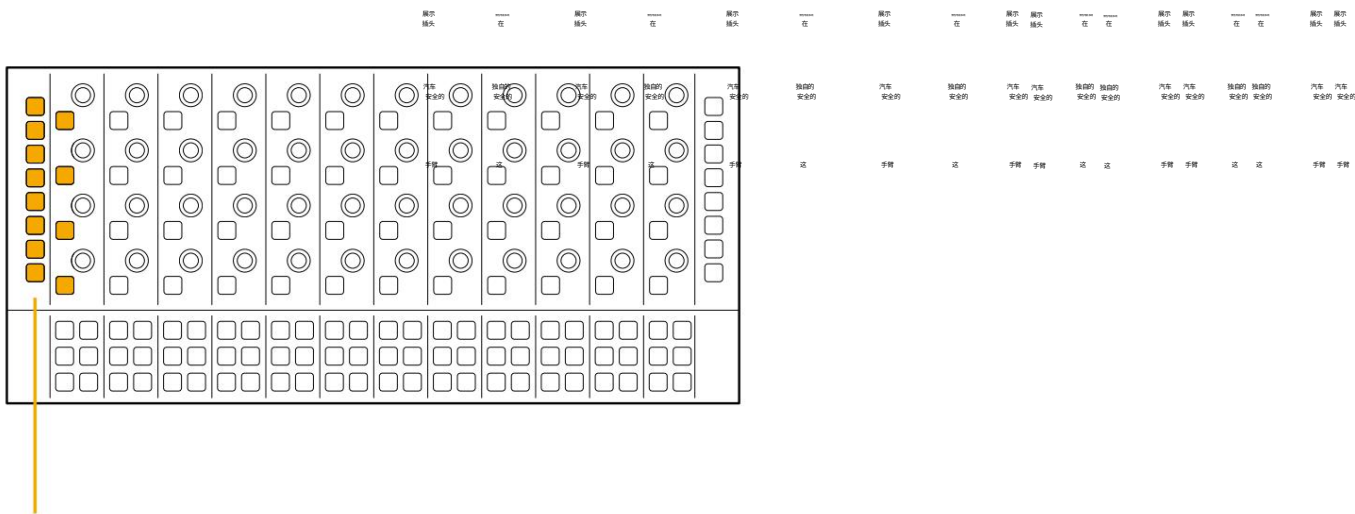 展示 展示 展示 展示 展示 展示 展示 展示 展示 展示
插头 在 插头 在 插头 在 插头 在 插头 插头 在 在 插头 插头 在 在 插头 插头
汽车 独自的 汽车 独自的 汽车 独自的 汽车 独自的 汽车 汽车 独自的 独自的 汽车 汽车 独自的 独自的 汽车 汽车
安全的 安全的 安全的 安全的 安全的 安全的 安全的 安全的 安全的 安全的 安全的 安全的 安全的 安全的 安全的 安全的 安全的 安全的
手臂 这 手臂 这 手臂 这 手臂 这 手臂 手臂 这 这 手臂 手臂 这 这 手臂 手臂